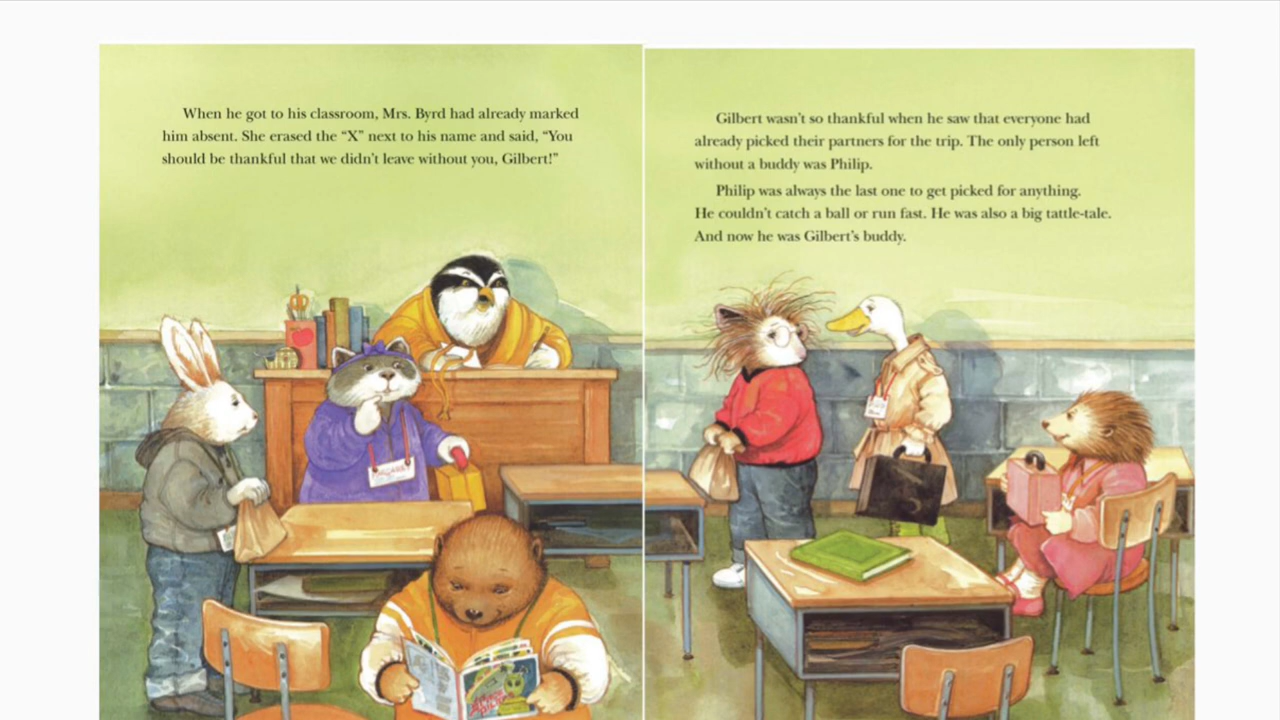 When he got to his classroom, Mrs. Byrd had already marked
him absent. She erased the “X” next to his name and said, “You
should be thankful that we didn’t leave without you, Gilbert!”
Gilbert wasn’t so thankful when he saw that everyone had
already picked their partners for the trip. The only person left
without a buddy was Philip.
Philip was always the last one to get picked for anything.
He couldn’t catch a ball or run fast. He was also a big tattle-tale.
And now he was Gilbert’s buddy.